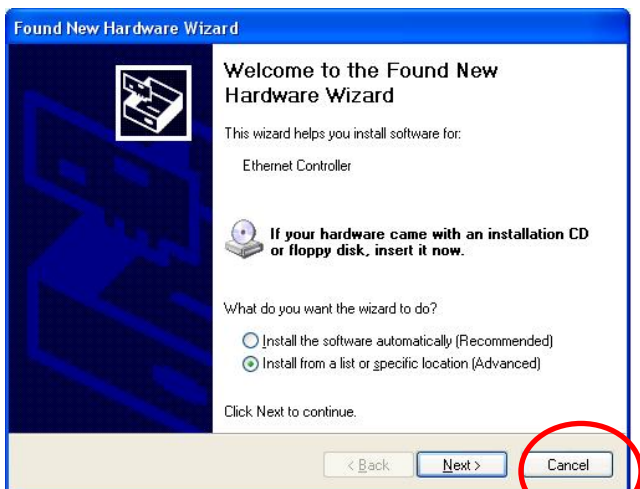 Found New Hardware Wizard
Welcome to the Found New
Hardware Wizard
This wizard helps you install software for:
Ethernet Controller
If your hardware came with an installation CD
or floppy disk, insert it now.
What do you want the wizard to do?
Install the software automatically (Recommended)
Install from a list or specific location (Advanced)
Click Next to continue.
< Back Next > Cancel